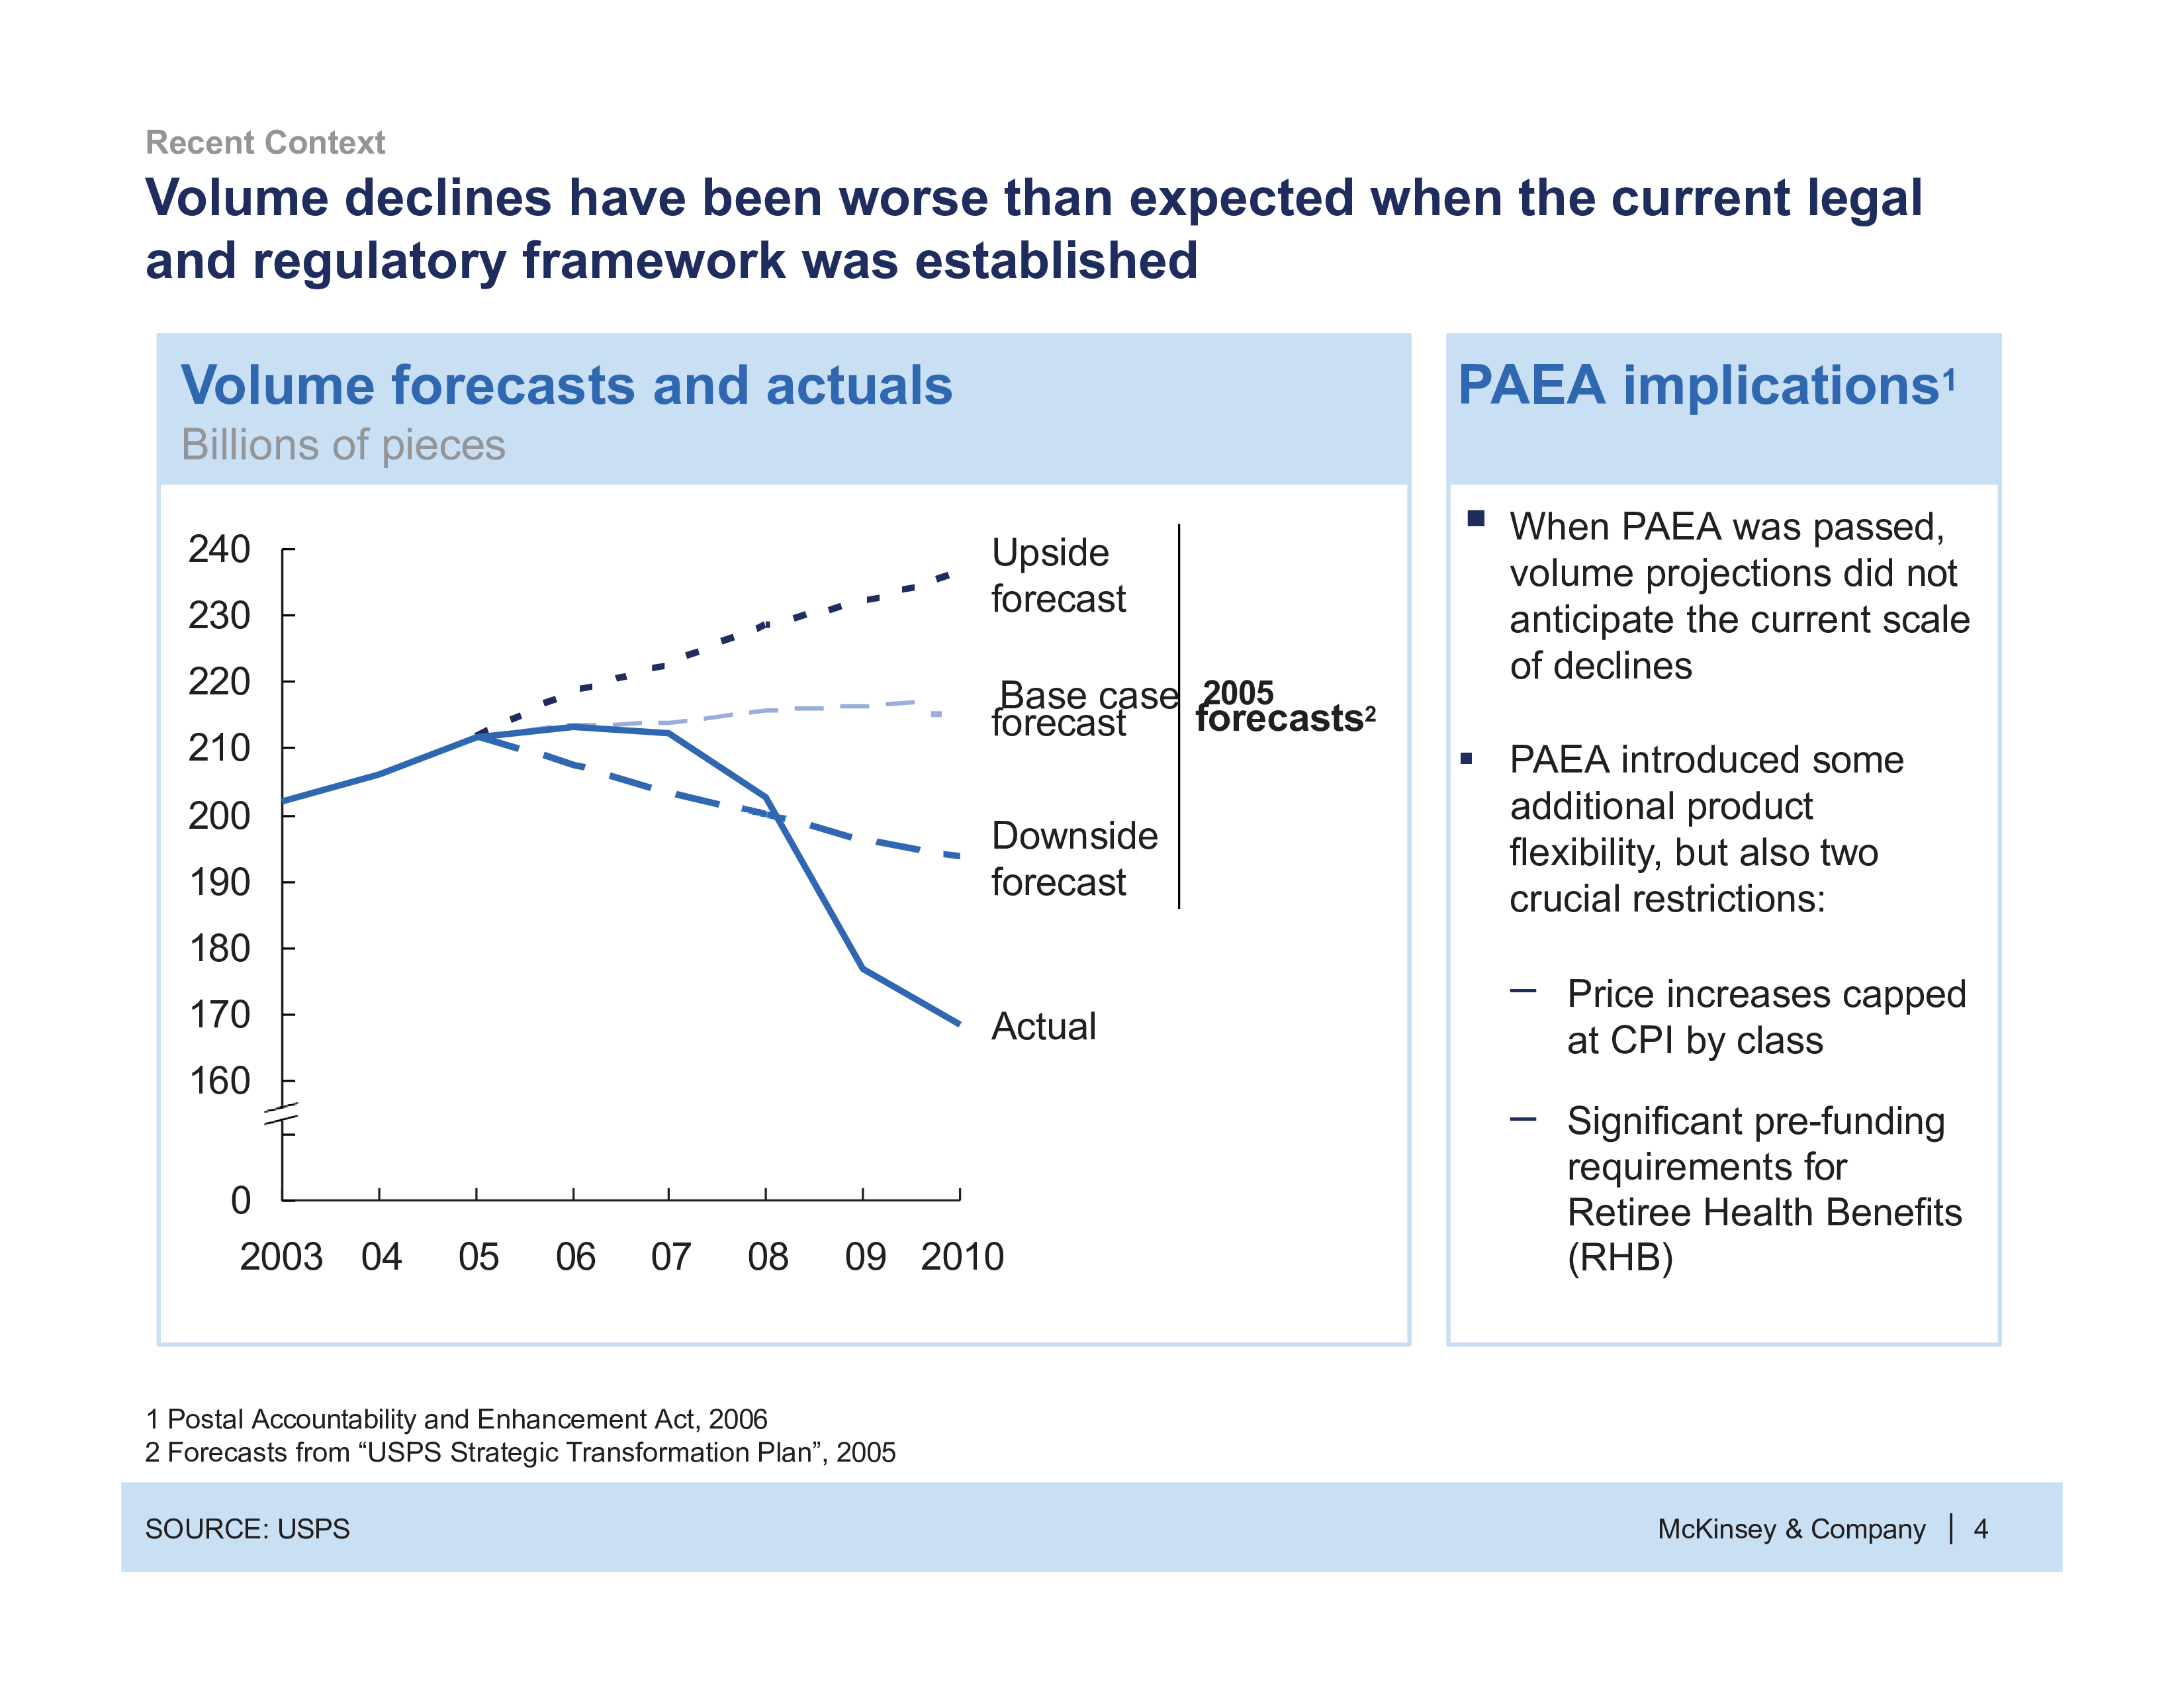 Recent Context
Volume declines have been worse than expected when the current legal
and regulatory framework was established
Volume forecasts and actuals
Billions of pieces
240
230
220
210
200
190
180
170
160
0
2003 04 05 06 07 08 09 2010
Upside
forecast
Base case
forecast
2005
forecasts²
Downside
forecast
Actual
PAEA implications¹
▪ When PAEA was passed,
volume projections did not
anticipate the current scale
of declines
▪ PAEA introduced some
additional product
flexibility, but also two
crucial restrictions:
– Price increases capped
at CPI by class
– Significant pre-funding
requirements for
Retiree Health Benefits
(RHB)
1 Postal Accountability and Enhancement Act, 2006
2 Forecasts from “USPS Strategic Transformation Plan”, 2005
SOURCE: USPS
McKinsey & Company | 4